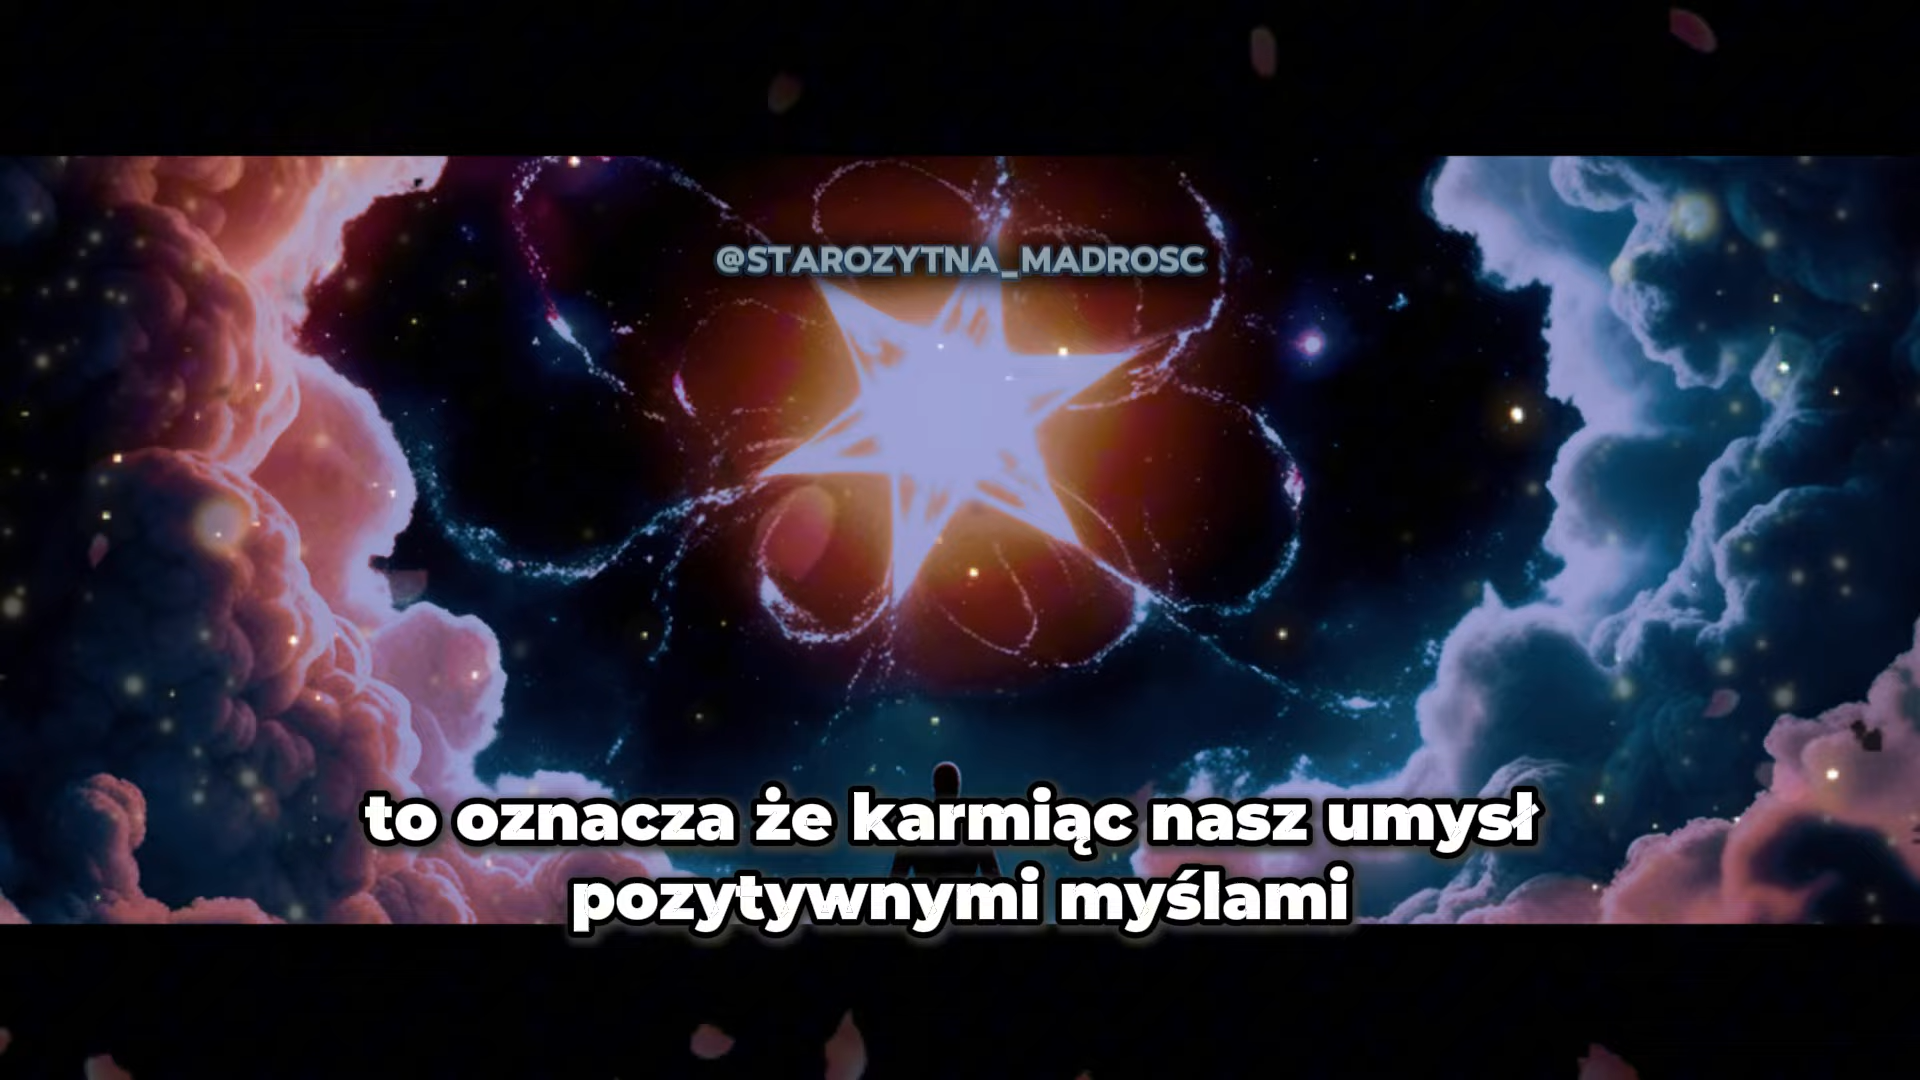 @STAROZYTNA_MADROSC
to oznacza że karmiąc nasz umysł
pozytywnymi myślami